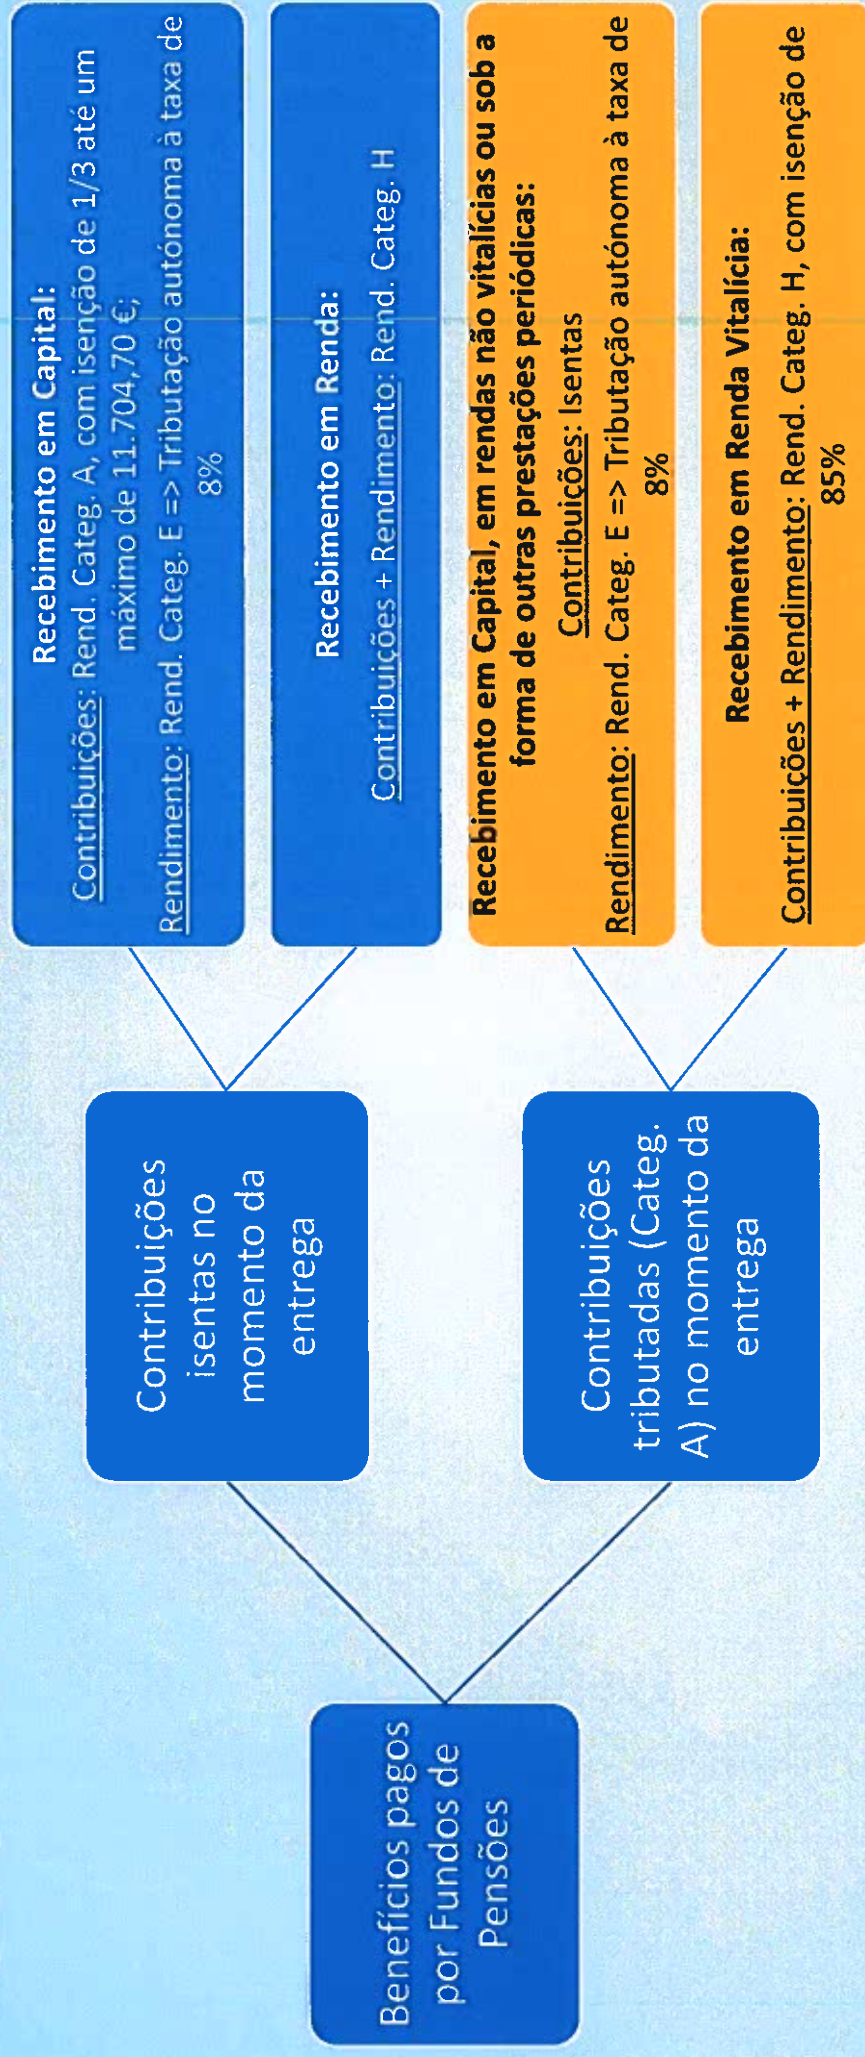 Benefícios pagos
por Fundos de
Pensões
Contribuições
isentas no
momento da
entrega
Recebimento em Capital:
Contribuições: Rend. Categ. A, com isenção de 1/3 até um
máximo de 11.704,70 €;
Rendimento: Rend. Categ. E => Tributação autónoma à taxa de
8%
Recebimento em Renda:
Contribuições + Rendimento: Rend. Categ. H
Contribuições
tributadas (Categ.
A) no momento da
entrega
Recebimento em Capital, em rendas não vitalícias ou sob a
forma de outras prestações periódicas:
Contribuições: Isentas
Rendimento: Rend. Categ. E => Tributação autónoma à taxa de
8%
Recebimento em Renda Vitalícia:
Contribuições + Rendimento: Rend. Categ. H, com isenção de
85%